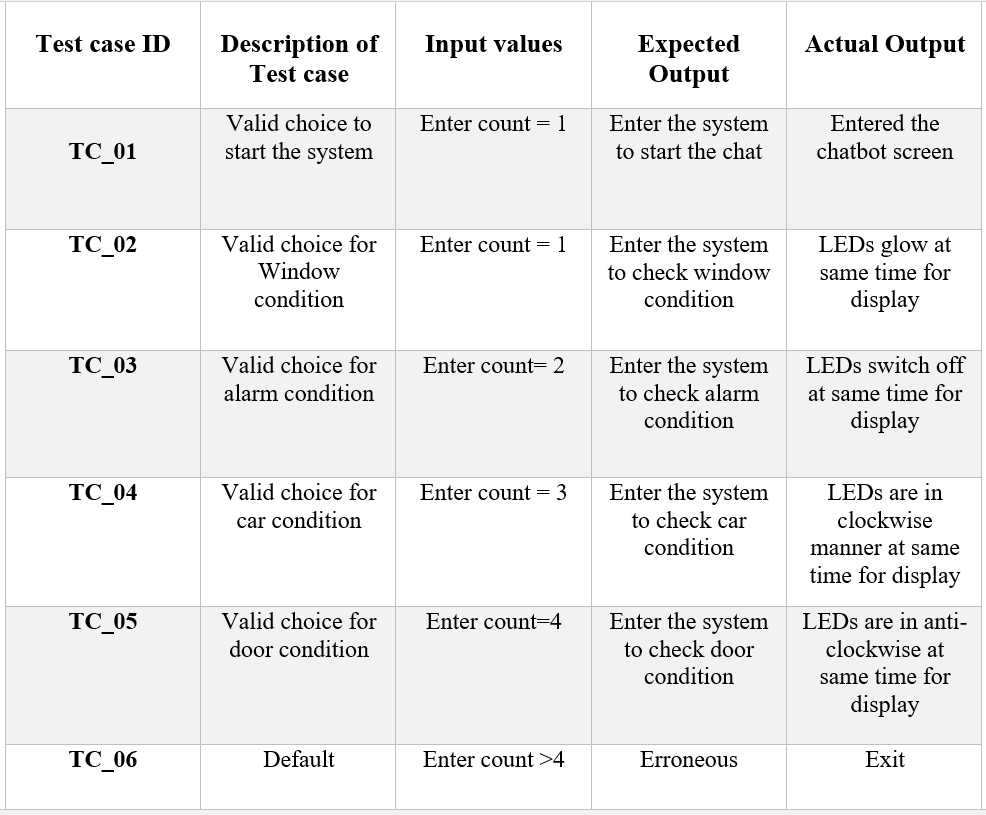 Test case ID
Description of
Test case
Input values
Expected
Output
Actual Output
TC_01
Valid choice to
start the system
Enter count = 1
Enter the system
to start the chat
Entered the
chatbot screen
TC_02
Valid choice for
Window
condition
Enter count = 1
Enter the system
to check window
condition
LEDs glow at
same time for
display
TC_03
Valid choice for
alarm condition
Enter count= 2
Enter the system
to check alarm
condition
LEDs switch off
at same time for
display
TC_04
Valid choice for
car condition
Enter count = 3
Enter the system
to check car
condition
LEDs are in
clockwise
manner at same
time for display
TC_05
Valid choice for
door condition
Enter count=4
Enter the system
to check door
condition
LEDs are in anti-
clockwise at
same time for
display
TC_06
Default
Enter count >4
Erroneous
Exit